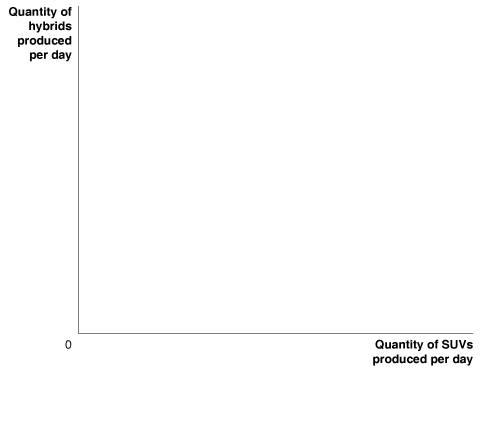 Quantity of
hybrids
produced
per day
0
Quantity of SUVs
produced per day